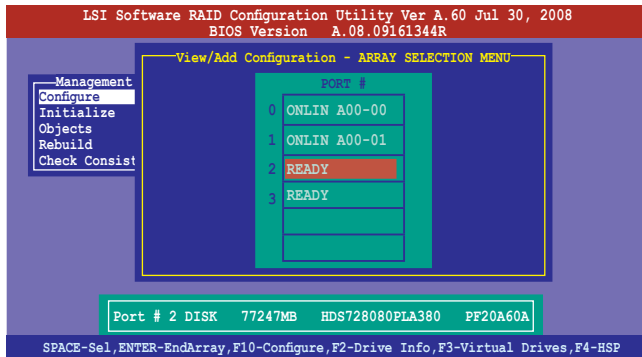 LSI Software RAID Configuration Utility Ver A.60 Jul 30, 2008
BIOS Version A.08.09161344R
View/Add Configuration - ARRAY SELECTION MENU
Management
Configure
Initialize
Objects
Rebuild
Check Consist
PORT #
0 ONLIN A00-00
1 ONLIN A00-01
2 READY
3 READY
Port # 2 DISK 77247MB HDS728080PLA380 PF20A60A
SPACE-Sel,ENTER-EndArray,F10-Configure,F2-Drive Info,F3-Virtual Drives,F4-HSP